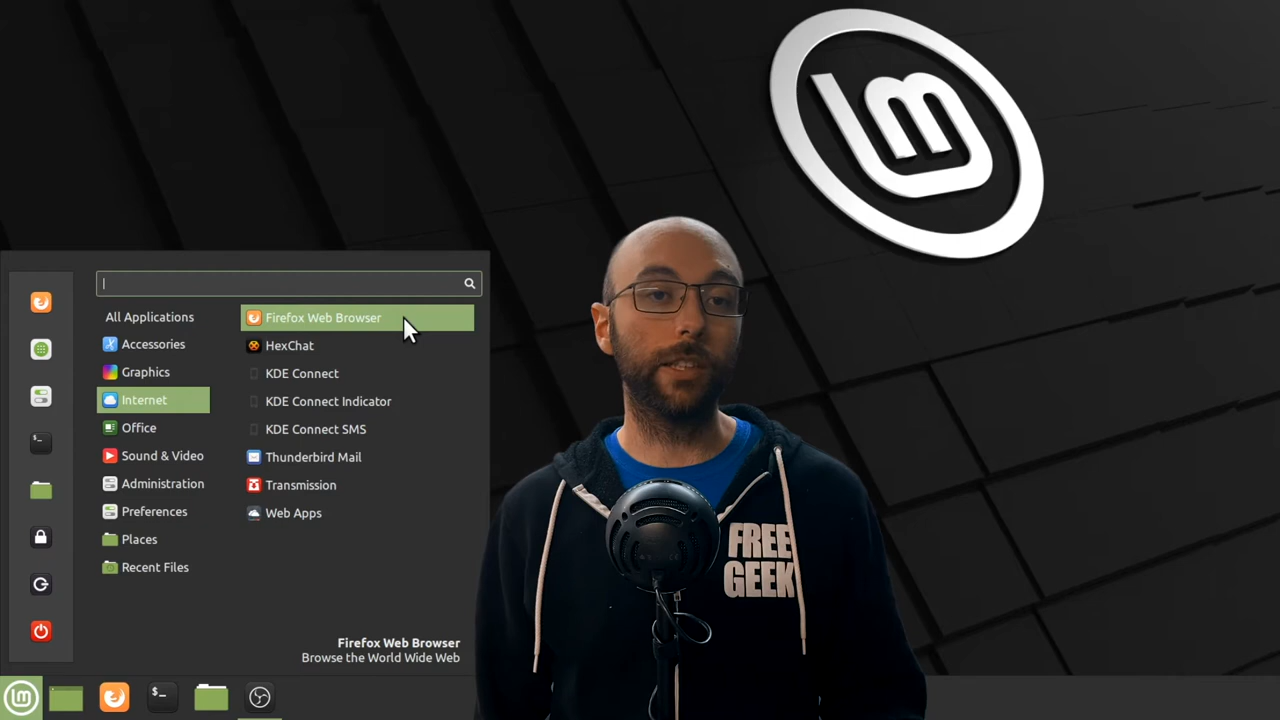 lm
All Applications
Accessories
Graphics
Internet
Office
Sound & Video
Administration
Preferences
Places
Recent Files
Firefox Web Browser
HexChat
KDE Connect
KDE Connect Indicator
KDE Connect SMS
Thunderbird Mail
Transmission
Web Apps
FREE
GEEK
Firefox Web Browser
Browse the World Wide Web
lm